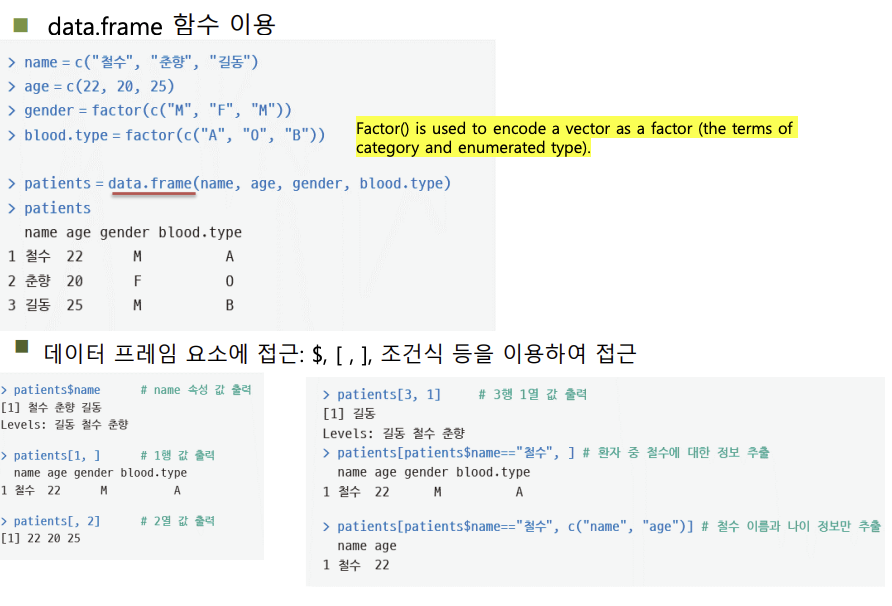 data.frame 함수 이용
> name = c("철수", "춘향", "길동")
> age = c(22, 20, 25)
> gender = factor(c("M", "F", "M"))
> blood.type = factor(c("A", "O", "B"))
Factor() is used to encode a vector as a factor (the terms of
category and enumerated type).
> patients = data.frame(name, age, gender, blood.type)
> patients
name age gender blood.type
1 철수 22 M A
2 춘향 20 F O
3 길동 25 M B
데이터 프레임 요소에 접근: $, [ , ], 조건식 등을 이용하여 접근
> patients$name # name 속성 값 출력
[1] 철수 춘향 길동
Levels: 길동 철수 춘향
> patients[1, ] # 1행 값 출력
name age gender blood.type
1 철수 22 M A
> patients[, 2] # 2열 값 출력
[1] 22 20 25
> patients[3, 1] # 3행 1열 값 출력
[1] 길동
Levels: 길동 철수 춘향
> patients[patients$name=="철수", ] # 환자 중 철수에 대한 정보 추출
name age gender blood.type
1 철수 22 M A
> patients[patients$name=="철수", c("name", "age")] # 철수 이름과 나이 정보만 추출
name age
1 철수 22